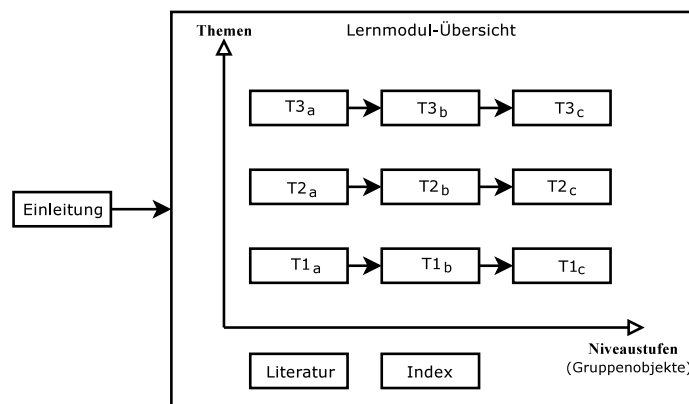 Themen
Lernmodul-Übersicht
T3a
T3b
T3c
T2a
T2b
T2c
Einleitung
T1a
T1b
T1c
Niveaustufen
(Gruppenobjekte)
Literatur
Index